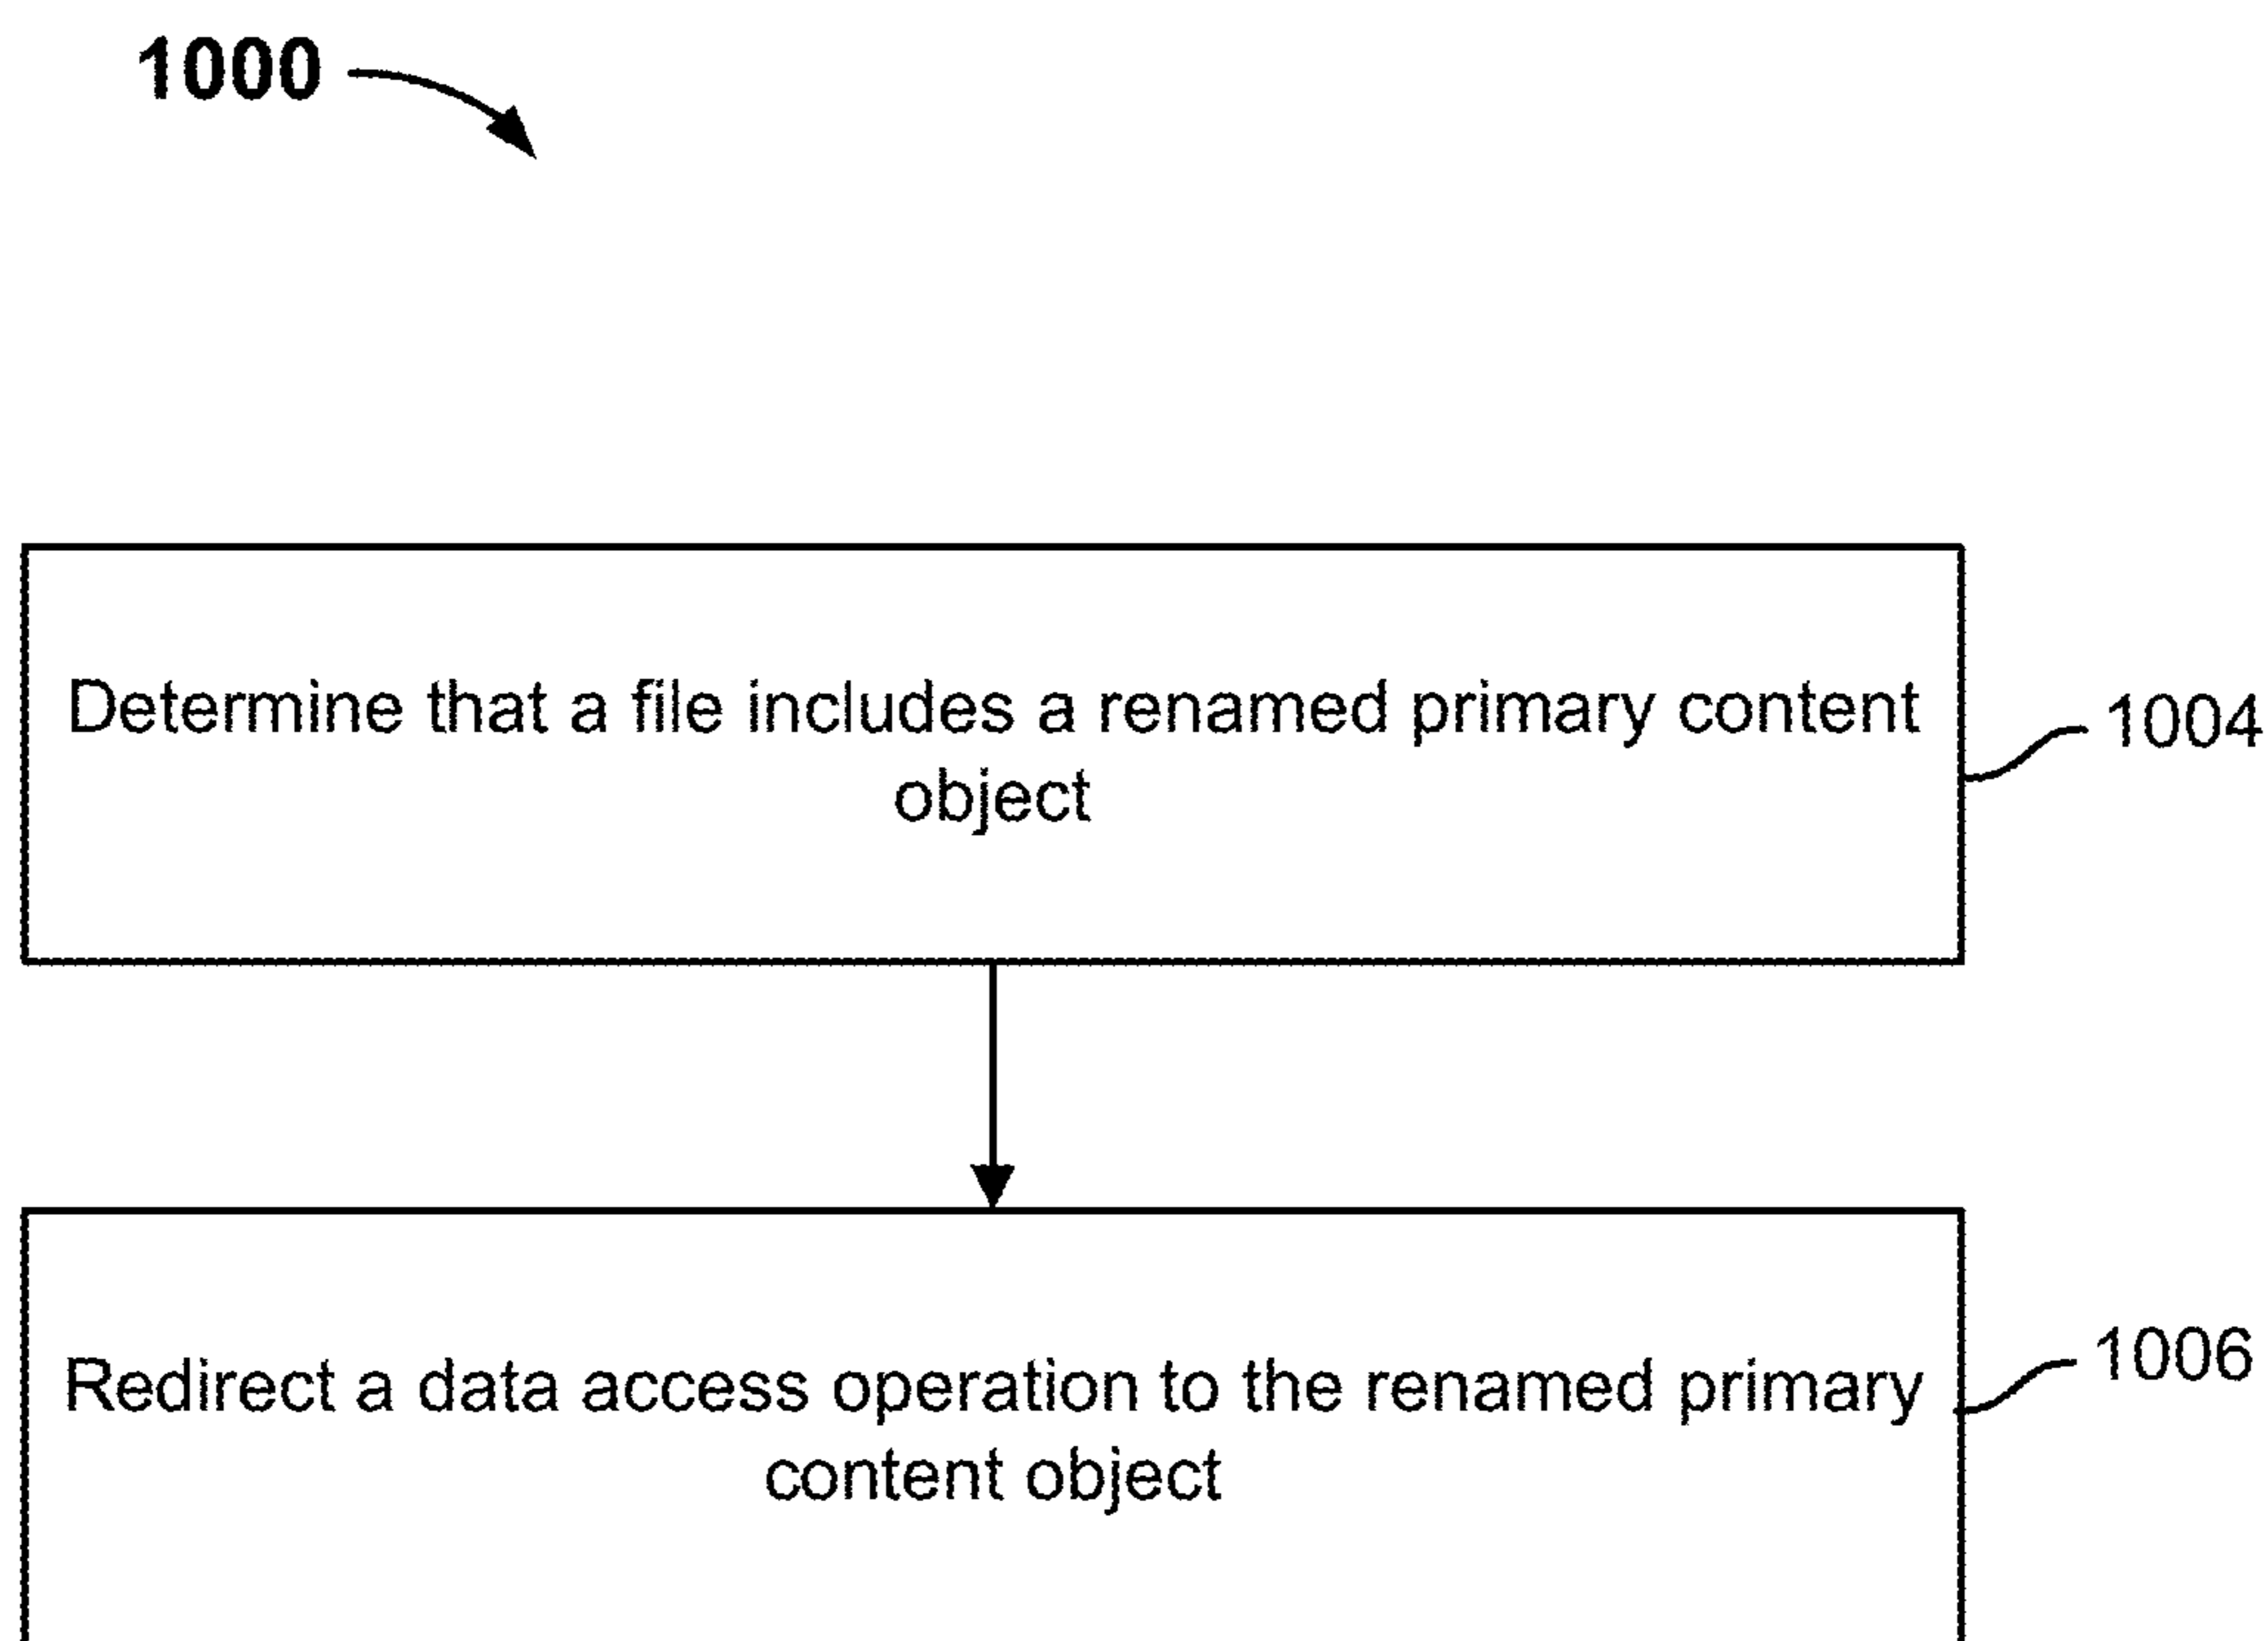 1000
Determine that a file includes a renamed primary content
object
1004
Redirect a data access operation to the renamed primary
content object
1006